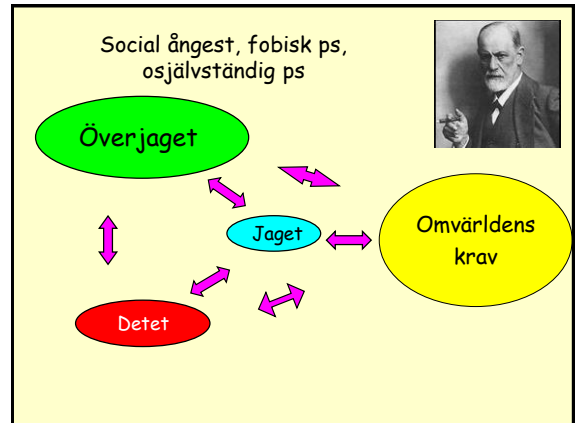 Social ångest, fobisk ps,
osjälvständig ps
Överjaget
Jaget
Omvärldens
krav
Detet